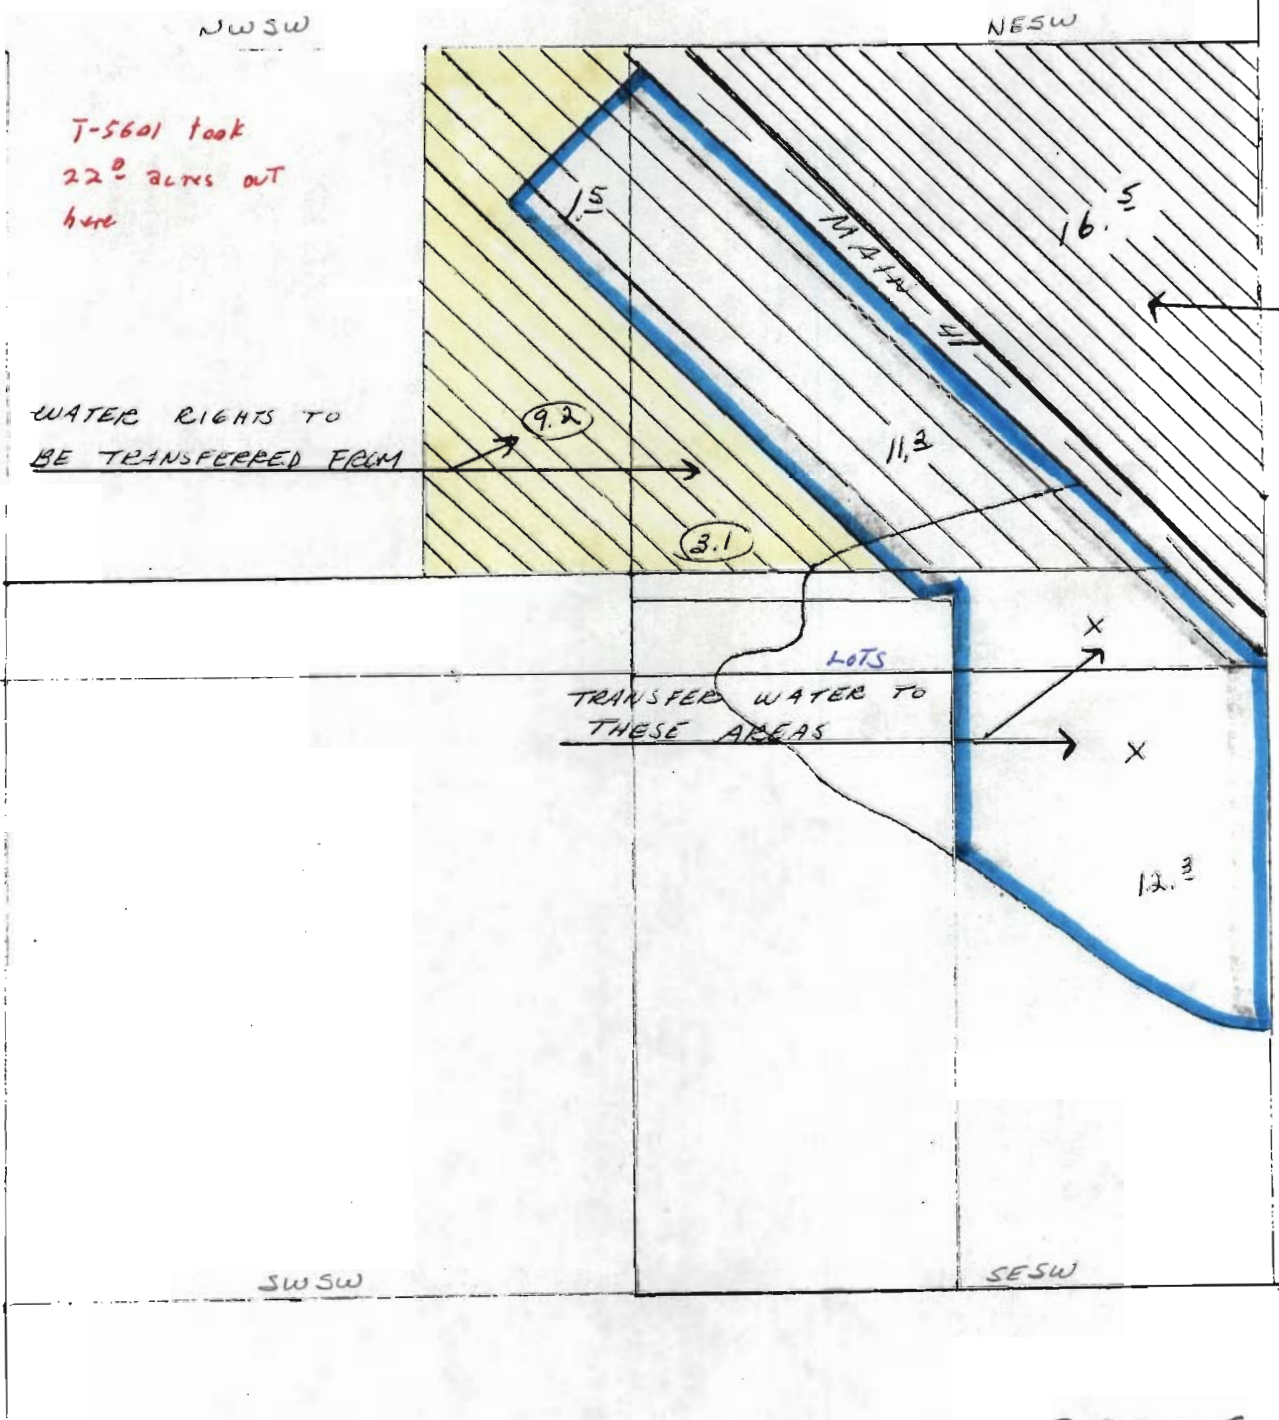 NWSW
NESW
T-5601 took
22.0 acres out
here
1.5
16.5
MAIN
WATER RIGHTS TO
BE TRANSFERRED FROM
9.2
11.3
3.1
X
LOTS
TRANSFER WATER TO
THESE AREAS
X
12.3
SWSW
SESW